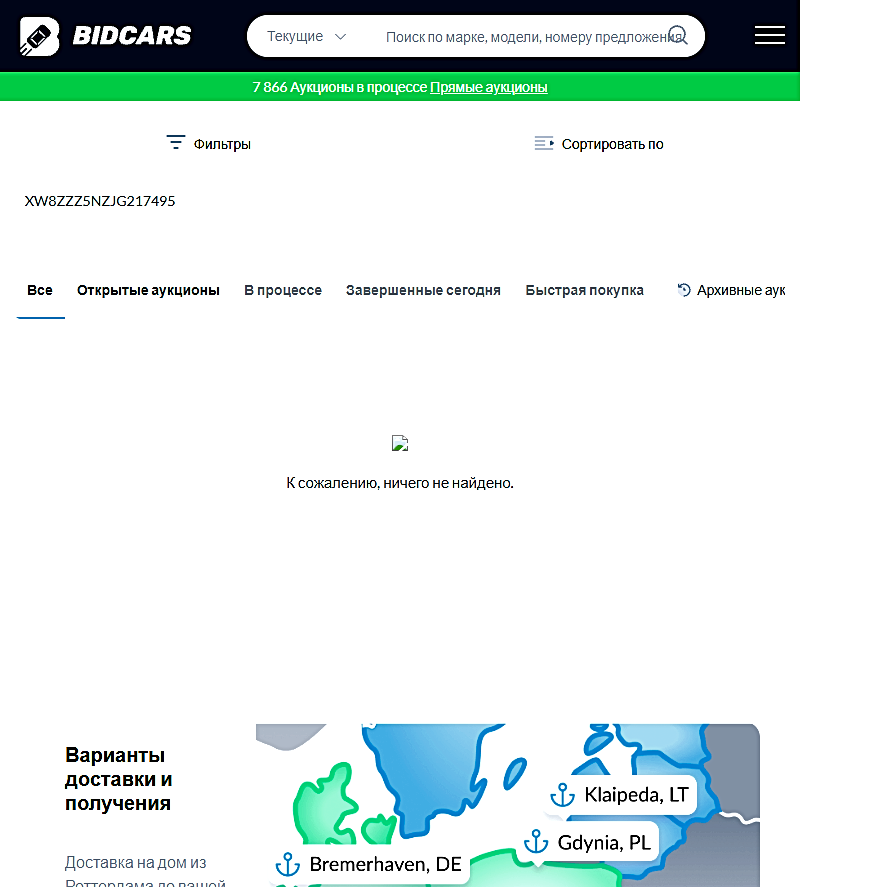 BIDCARS
Текущие
Поиск по марке, модели, номеру предложения
7 866 Аукционы в процессе Прямые аукционы
Фильтры
Сортировать по
XW8ZZZ5NZJG217495
Все
Открытые аукционы
В процессе
Завершенные сегодня
Быстрая покупка
Архивные аук
К сожалению, ничего не найдено.
Варианты
доставки и
получения
Klaipeda, LT
Gdynia, PL
Bremerhaven, DE
Доставка на дом из
Роттердама до вашей